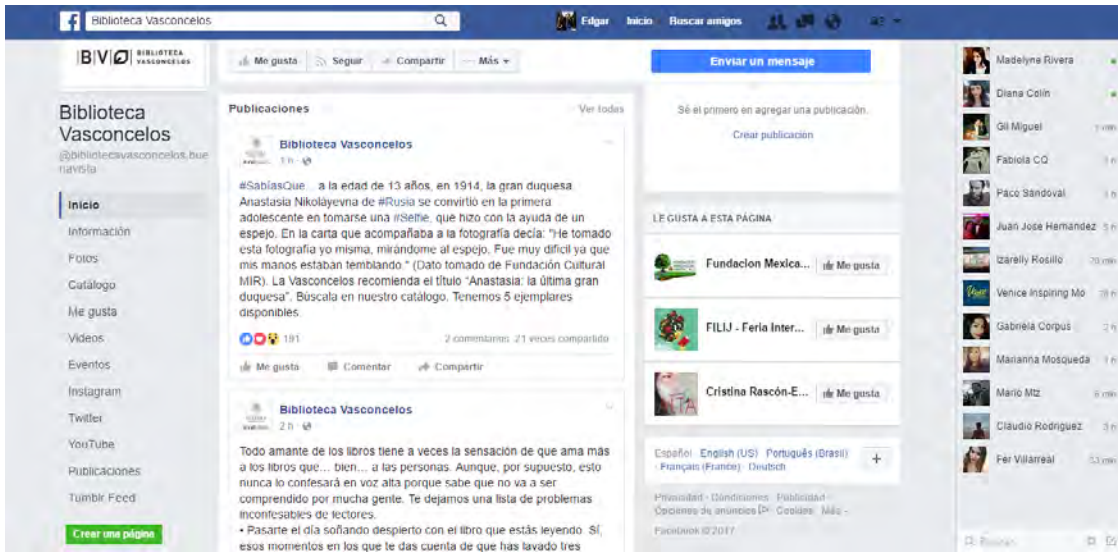 Biblioteca Vasconcelos
Edgar Inicio Buscar amigos
|B|V|
BIBLIOTECA
VASCONCELOS
Me gusta Seguir Compartir Más
Enviar un mensaje
Biblioteca
Vasconcelos
@bibliotecavasconcelos.bue
navista
Inicio
Información
Fotos
Catálogo
Me gusta
Videos
Eventos
Instagram
Twitter
YouTube
Publicaciones
Tumblr Feed
Crear una página
Publicaciones Ver todas
Biblioteca Vasconcelos
1 h
#SabíasQue... a la edad de 13 años, en 1914, la gran duquesa
Anastasia Nikoláyevna de #Rusia se convirtió en la primera
adolescente en tomarse una #Selfie, que hizo con la ayuda de un
espejo. En la carta que acompañaba a la fotografía decía: "He tomado
esta fotografía yo misma, mirándome al espejo. Fue muy difícil ya que
mis manos estaban temblando." (Dato tomado de Fundación Cultural
MIR). La Vasconcelos recomienda el título "Anastasia: la última gran
duquesa". Búscala en nuestro catálogo. Tenemos 5 ejemplares
disponibles.
191 2 comentarios 21 veces compartido
Me gusta Comentar Compartir
Biblioteca Vasconcelos
2 h
Todo amante de los libros tiene a veces la sensación de que ama más
a los libros que... bien... a las personas. Aunque, por supuesto, esto
nunca lo confesará en voz alta porque sabe que no va a ser
comprendido por mucha gente. Te dejamos una lista de problemas
inconfesables de lectores.
• Pasarte el día soñando despierto con el libro que estás leyendo. Sí,
esos momentos en los que te das cuenta de que has lavado tres
Sé el primero en agregar una publicación.
Crear publicación
LE GUSTA A ESTA PÁGINA
Fundacion Mexica... Me gusta
FILIJ - Feria Inter... Me gusta
Cristina Rascón-E... Me gusta
Español · English (US) · Português (Brasil)
· Français (France) · Deutsch
Privacidad · Condiciones · Publicidad ·
Opciones de anuncios · Cookies · Más
Facebook © 2017
Madelyne Rivera
Diana Colín
Gil Miguel
Fabiola CQ
Paco Sandoval
Juan Jose Hernandez
Izarelly Rosillo
Venice Inspiring Mo
Gabriela Corpus
Marianna Mosqueda
Mario Mtz
Claudio Rodriguez
Fer Villarreal